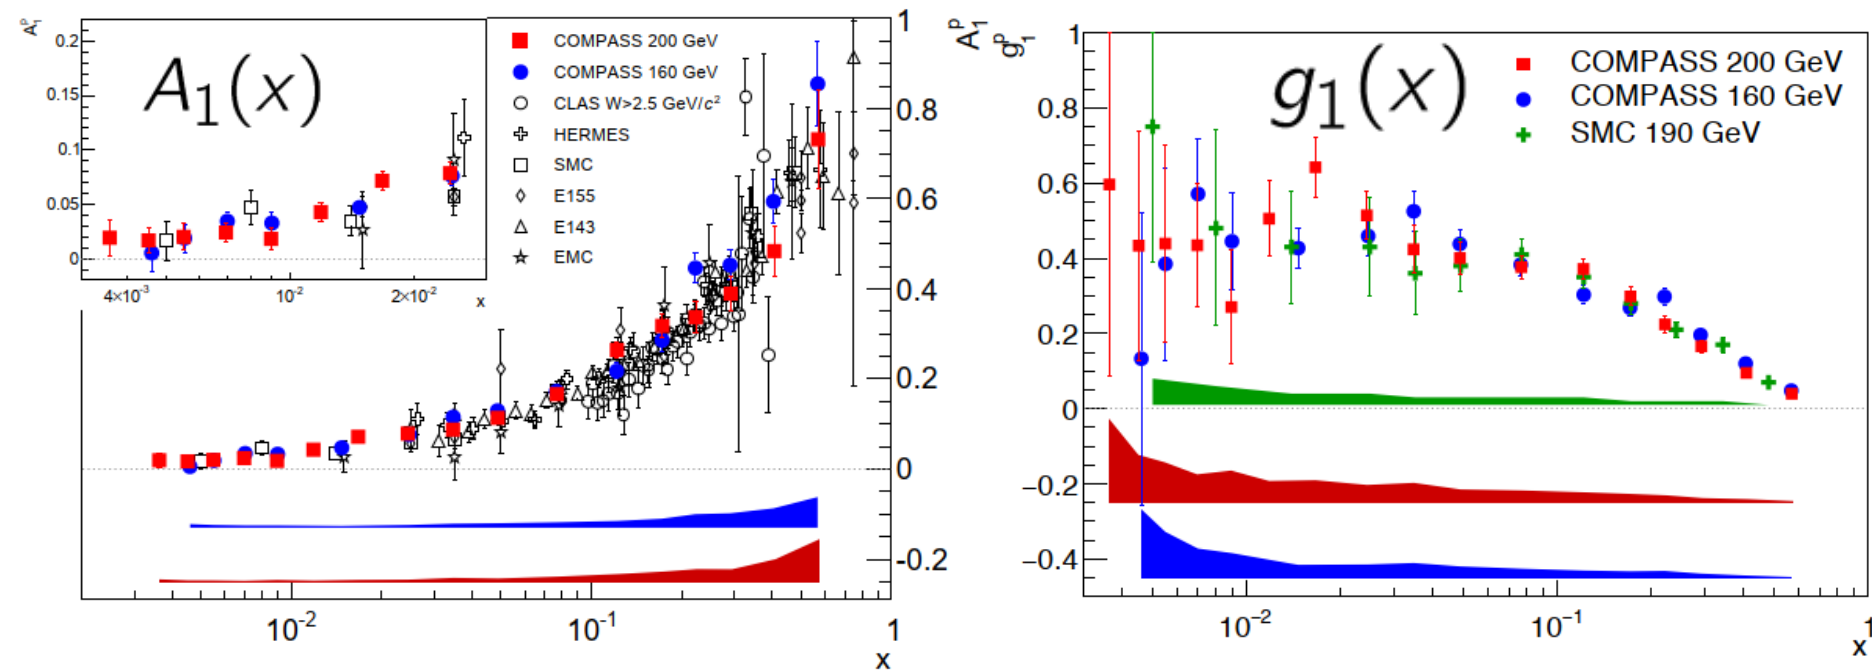 A₁ᵖ
0.2
0.15
0.1
0.05
0
A₁(x)
4×10⁻³
10⁻²
2×10⁻²
x
COMPASS 200 GeV
COMPASS 160 GeV
CLAS W>2.5 GeV/c²
HERMES
SMC
E155
E143
EMC
1
0.8
0.6
0.4
0.2
0
-0.2
A₁ᵖ
10⁻²
10⁻¹
1
x
g₁ᵖ
1
0.8
0.6
0.4
0.2
0
−0.2
−0.4
g₁(x)
COMPASS 200 GeV
COMPASS 160 GeV
SMC 190 GeV
10⁻²
10⁻¹
1
x